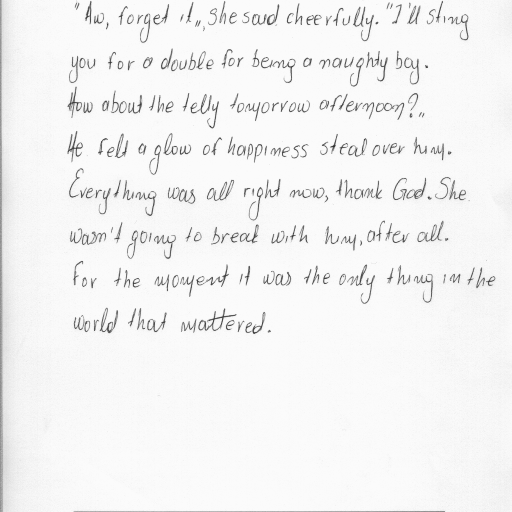 "Aw, forget it„, she said cheerfully. "I'll sting
you for a double for being a naughty boy.
How about the telly tomorrow afternoon?„
He felt a glow of happiness steal over him.
Everything was all right now, thank God. She
wasn't going to break with him, after all.
For the moment it was the only thing in the
world that mattered.